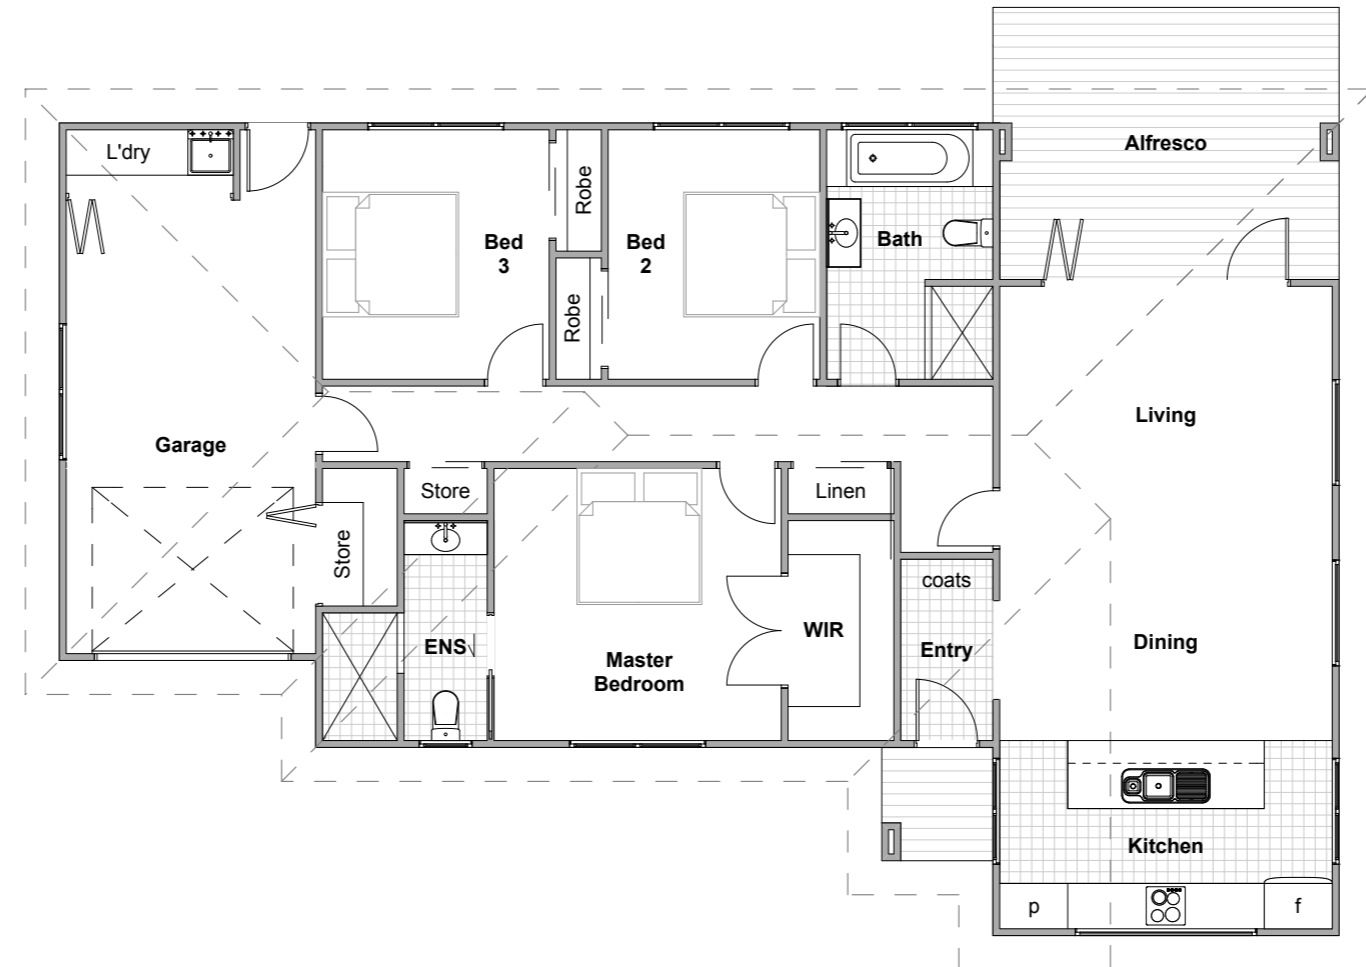 Alfresco
L'dry
Robe
Bed
3
Bed
2
Bath
Robe
Living
Garage
Store
Linen
Store
coats
WIR
ENS
Entry
Dining
Master
Bedroom
Kitchen
p
f